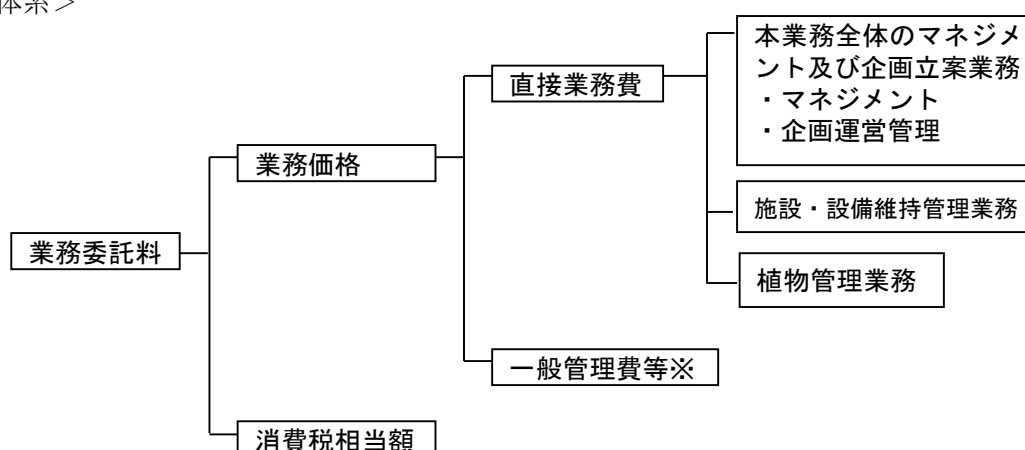 体系＞
本業務全体のマネジメ
ント及び企画立案業務
・マネジメント
・企画運営管理
直接業務費
業務価格
施設・設備維持管理業務
業務委託料
植物管理業務
一般管理費等※
消費税相当額